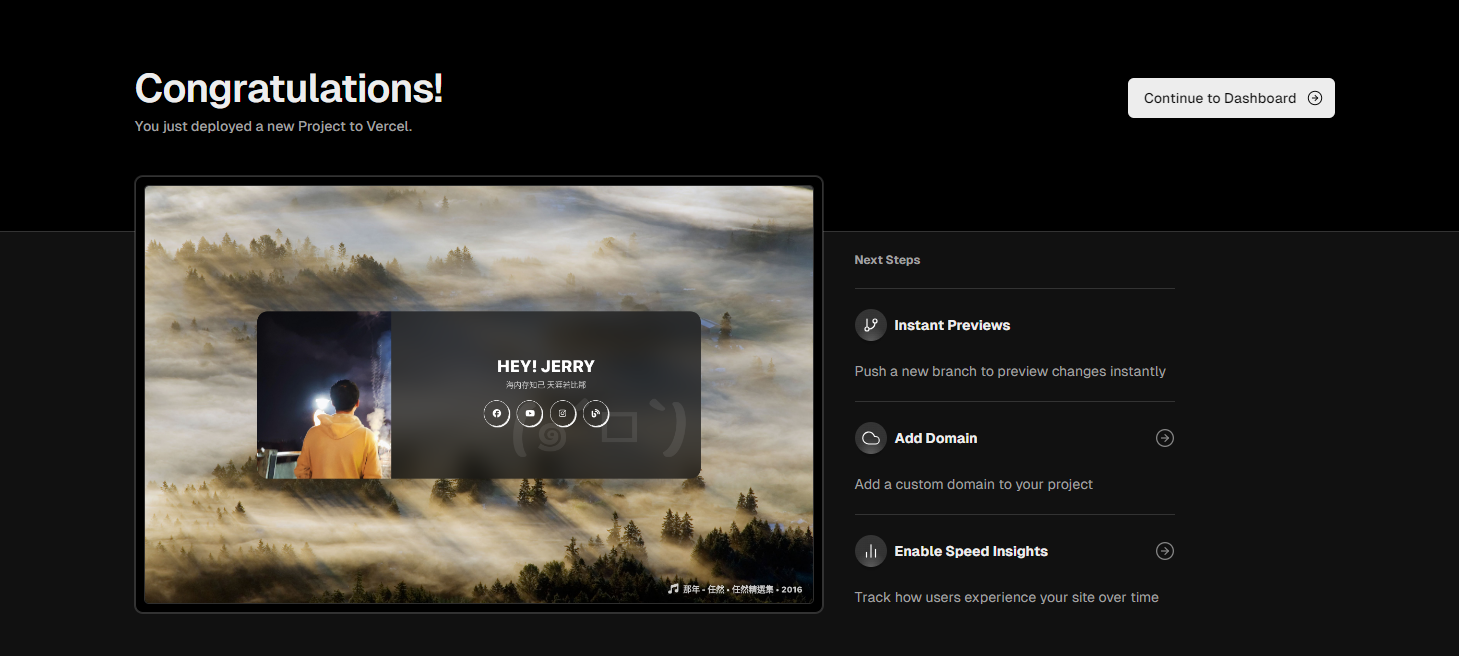 Congratulations!
You just deployed a new Project to Vercel.
Continue to Dashboard
HEY! JERRY
海内存知己 天涯若比邻
那年 - 任然 • 任然精選集 • 2016
Next Steps
Instant Previews
Push a new branch to preview changes instantly
Add Domain
Add a custom domain to your project
Enable Speed Insights
Track how users experience your site over time